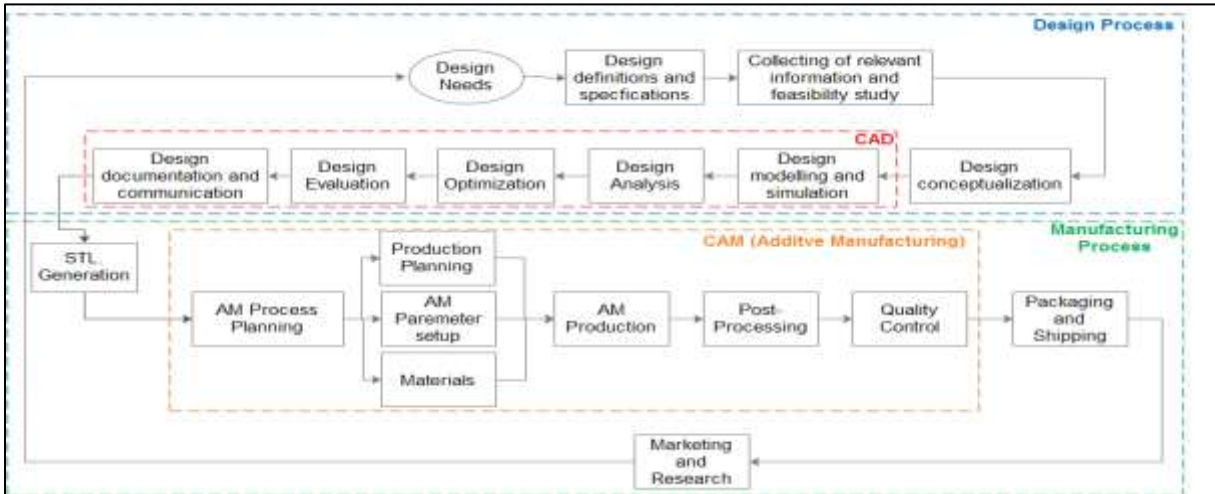 Design Process
Design
Needs
Design
definitions and
specfications
Collecting of relevant
information and
feasibility study
CAD
Design
documentation and
communication
Design
Evaluation
Design
Optimization
Design
Analysis
Design
modelling and
simulation
Design
conceptualization
Manufacturing
Process
STL
Generation
CAM (Additve Manufacturing)
AM Process
Planning
Production
Planning
AM
Paremeter
setup
Materials
AM
Production
Post-
Processing
Quality
Control
Packaging
and
Shipping
Marketing
and
Research